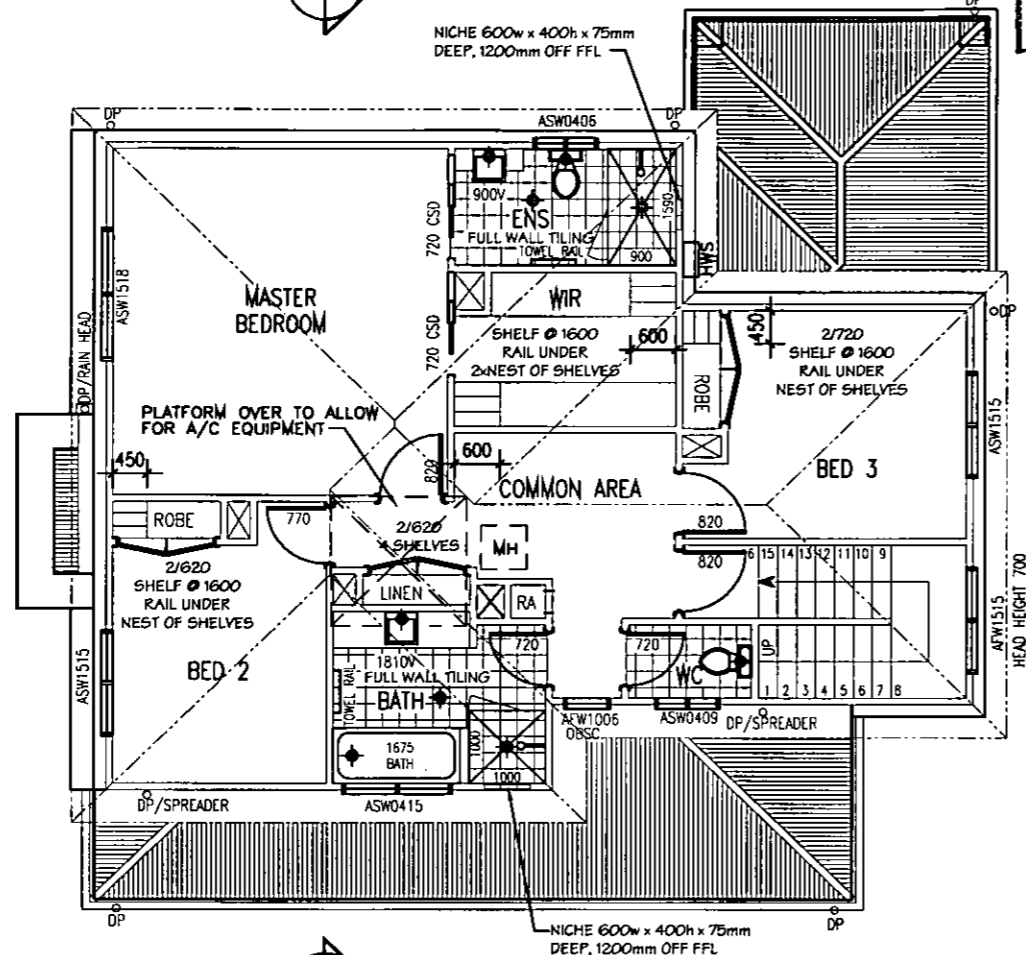 DP
NICHE 600w x 400h x 75mm
DEEP, 1200mm OFF FFL
DP
ASW0406
DP
900V
ENS
FULL WALL TILING
TOWEL RAIL
1590
900
720 CSD
HWS
ASW1518
MASTER
BEDROOM
WIR
SHELF @ 1600
RAIL UNDER
2xNEST OF SHELVES
600
720 CSD
450
2/720
SHELF @ 1600
RAIL UNDER
NEST OF SHELVES
DP
DP/RAIN HEAD
ROBE
ASW1515
PLATFORM OVER TO ALLOW
FOR A/C EQUIPMENT
450
820
600
COMMON AREA
BED 3
ROBE
770
2/620
4 SHELVES
MH
820
820
2/620
SHELF @ 1600
RAIL UNDER
NEST OF SHELVES
LINEN
RA
16 15 14 13 12 11 10 9
AFW1515
HEAD HEIGHT 700
ASW1515
BED 2
1810V
FULL WALL TILING
TOWEL RAIL
BATH
720
720
WC
UP
1 2 3 4 5 6 7 8
AFW1006
OBSC
ASW0409
DP/SPREADER
1675
BATH
1000
1000
DP/SPREADER
ASW0415
DP
DP
NICHE 600w x 400h x 75mm
DEEP, 1200mm OFF FFL